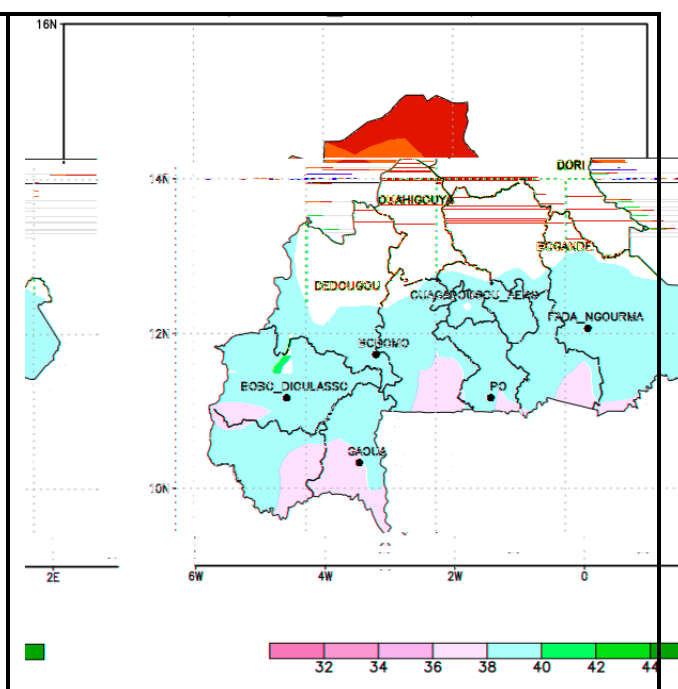 16N
DORI
14N
OUAHIGOUYA
BOGANDE
DEDOUGOU
OUAGADOUGOU_AERO
FADA_NGOURMA
12N
BOROMO
BOBO_DIOULASSO
PO
GAOUA
10N
2E 6W 4W 2W 0
32 34 36 38 40 42 44